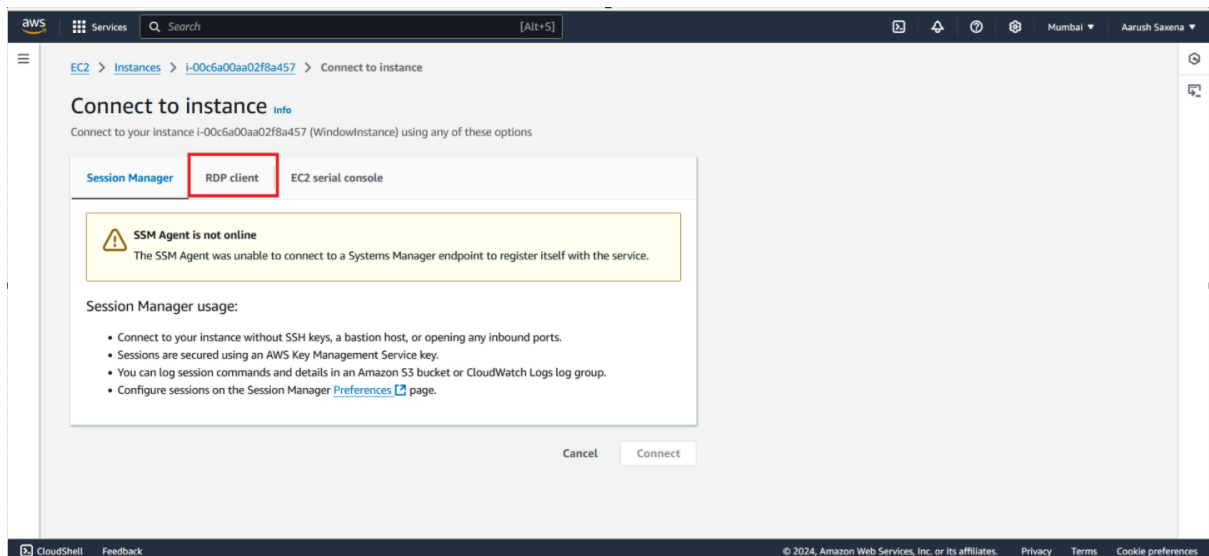 aws Services Search [Alt+S] Mumbai Aarush Saxena
EC2 > Instances > i-00c6a00aa02f8a457 > Connect to instance
Connect to instance Info
Connect to your instance i-00c6a00aa02f8a457 (WindowInstance) using any of these options
Session Manager RDP client EC2 serial console
SSM Agent is not online
The SSM Agent was unable to connect to a Systems Manager endpoint to register itself with the service.
Session Manager usage:
• Connect to your instance without SSH keys, a bastion host, or opening any inbound ports.
• Sessions are secured using an AWS Key Management Service key.
• You can log session commands and details in an Amazon S3 bucket or CloudWatch Logs log group.
• Configure sessions on the Session Manager Preferences page.
Cancel Connect
CloudShell Feedback © 2024, Amazon Web Services, Inc. or its affiliates. Privacy Terms Cookie preferences